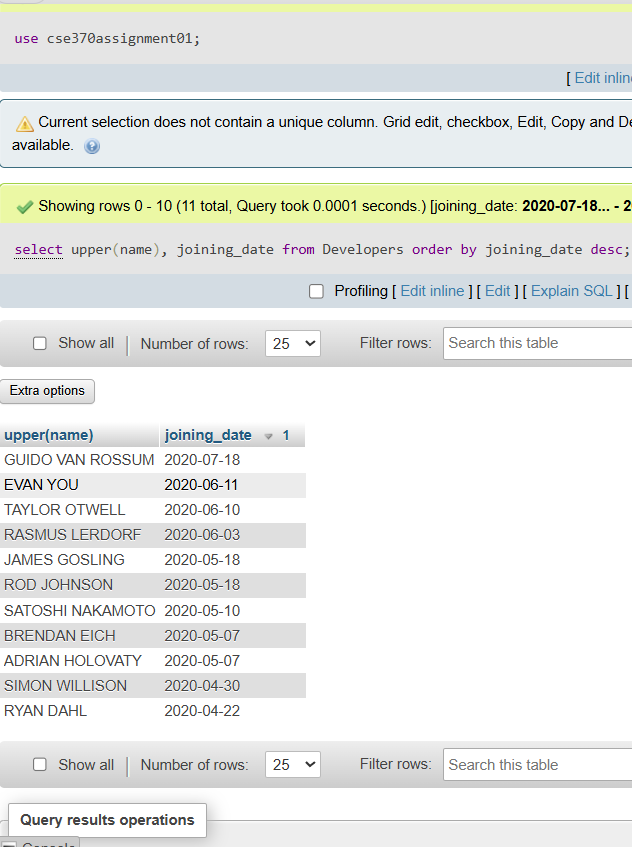 use cse370assignment01;
[ Edit inline
Current selection does not contain a unique column. Grid edit, checkbox, Edit, Copy and
available.
Showing rows 0 - 10 (11 total, Query took 0.0001 seconds.) [joining_date: 2020-07-18... -
select upper(name), joining_date from Developers order by joining_date desc;
Profiling [ Edit inline ] [ Edit ] [ Explain SQL ] [
Show all | Number of rows: 25 Filter rows: Search this table
Extra options
upper(name) joining_date 1
GUIDO VAN ROSSUM 2020-07-18
EVAN YOU 2020-06-11
TAYLOR OTWELL 2020-06-10
RASMUS LERDORF 2020-06-03
JAMES GOSLING 2020-05-18
ROD JOHNSON 2020-05-18
SATOSHI NAKAMOTO 2020-05-10
BRENDAN EICH 2020-05-07
ADRIAN HOLOVATY 2020-05-07
SIMON WILLISON 2020-04-30
RYAN DAHL 2020-04-22
Show all | Number of rows: 25 Filter rows: Search this table
Query results operations
Console